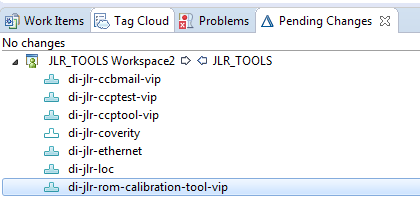 Work Items Tag Cloud Problems Pending Changes
No changes
JLR_TOOLS Workspace2 JLR_TOOLS
di-jlr-ccbmail-vip
di-jlr-ccptest-vip
di-jlr-ccptool-vip
di-jlr-coverity
di-jlr-ethernet
di-jlr-loc
di-jlr-rom-calibration-tool-vip